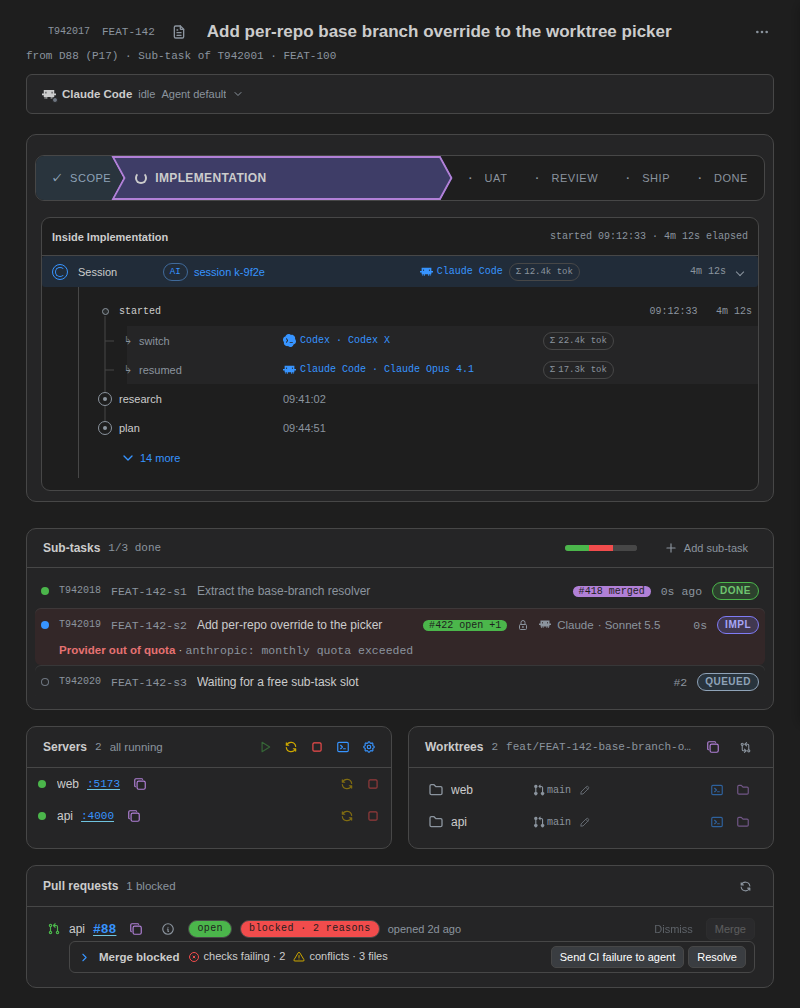 T942017 FEAT-142 Add per-repo base branch override to the worktree picker
from D88 (P17) · Sub-task of T942001 · FEAT-100
Claude Code idle Agent default
SCOPE IMPLEMENTATION · UAT · REVIEW · SHIP · DONE
Inside Implementation started 09:12:33 · 4m 12s elapsed
Session AI session k-9f2e Claude Code Σ 12.4k tok 4m 12s
started 09:12:33 4m 12s
↳ switch Codex · Codex X Σ 22.4k tok
↳ resumed Claude Code · Claude Opus 4.1 Σ 17.3k tok
research 09:41:02
plan 09:44:51
14 more
Sub-tasks 1/3 done Add sub-task
T942018 FEAT-142-s1 Extract the base-branch resolver #418 merged 0s ago DONE
T942019 FEAT-142-s2 Add per-repo override to the picker #422 open +1 Claude · Sonnet 5.5 0s IMPL
Provider out of quota · anthropic: monthly quota exceeded
T942020 FEAT-142-s3 Waiting for a free sub-task slot #2 QUEUED
Servers 2 all running
web :5173
api :4000
Worktrees 2 feat/FEAT-142-base-branch-o…
web main
api main
Pull requests 1 blocked
api #88 open blocked · 2 reasons opened 2d ago Dismiss Merge
Merge blocked checks failing · 2 conflicts · 3 files Send CI failure to agent Resolve